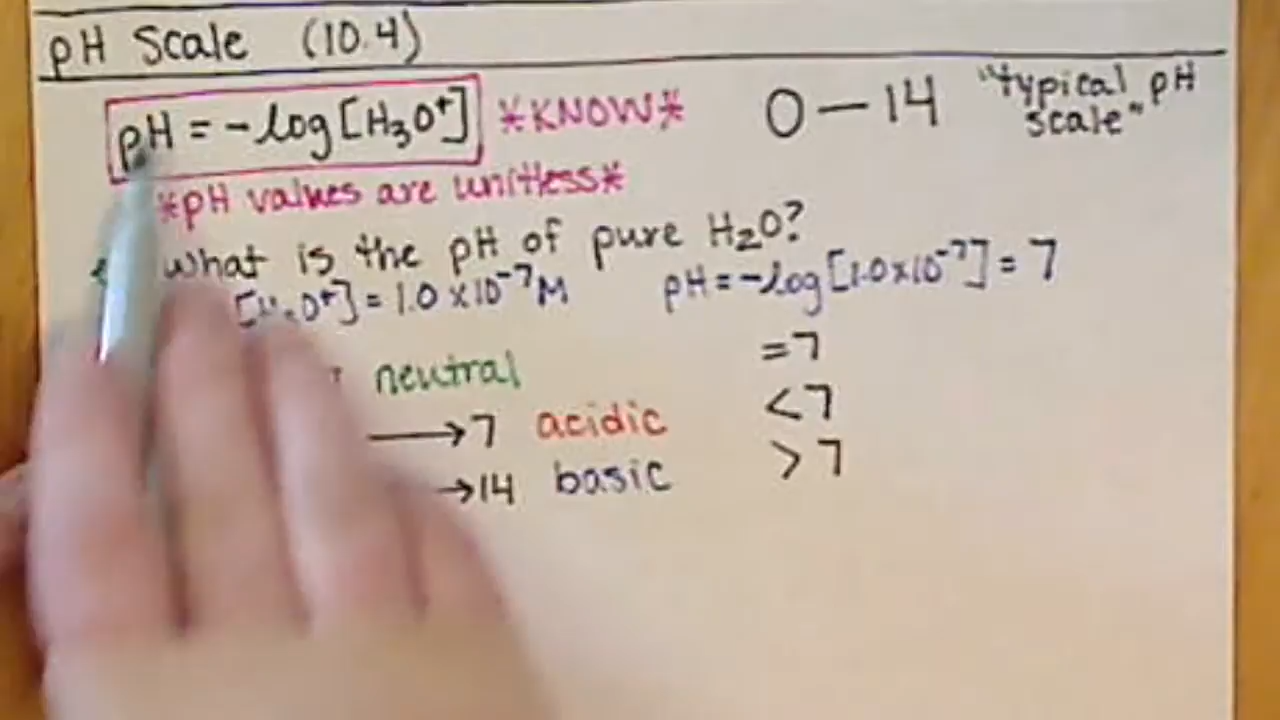 pH Scale (10.4)
pH = -log[H₃O⁺] *KNOW* 0 — 14 "typical pH scale"
*pH values are unitless*
What is the pH of pure H₂O?
[H₃O⁺] = 1.0 x 10⁻⁷ M pH = -log[1.0x10⁻⁷] = 7
neutral = 7
→ 7 acidic < 7
→ 14 basic > 7